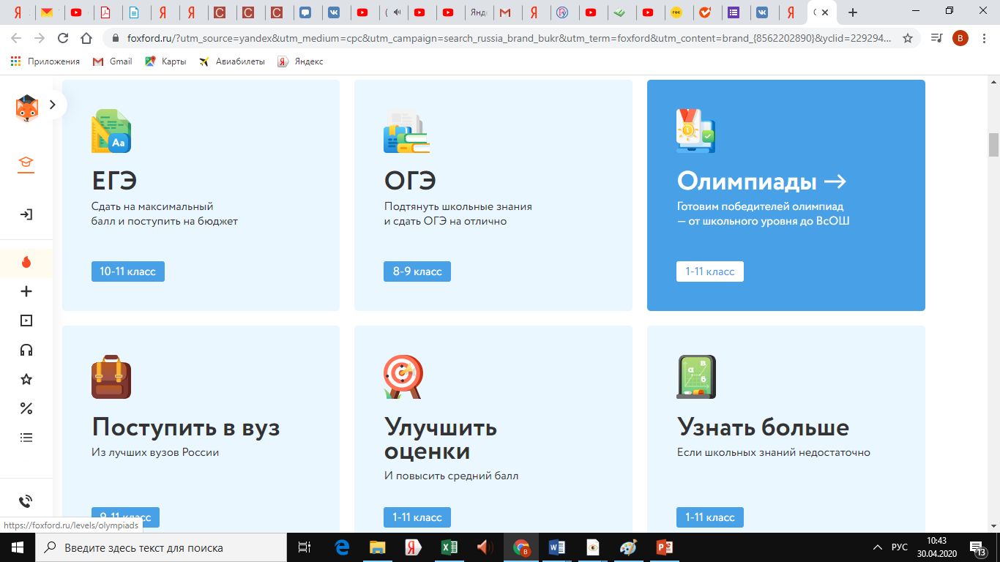 Янд
foxford.ru/?utm_source=yandex&utm_medium=cpc&utm_campaign=search_russia_brand_bukr&utm_term=foxford&utm_content=brand_{8562202890}&yclid=229294...
В
Приложения
Gmail
Карты
Авиабилеты
Яндекс
Aa
ЕГЭ
Сдать на максимальный
балл и поступить на бюджет
10-11 класс
ОГЭ
Подтянуть школьные знания
и сдать ОГЭ на отлично
8-9 класс
Олимпиады →
Готовим победителей олимпиад
— от школьного уровня до ВсОШ
1-11 класс
Поступить в вуз
Из лучших вузов России
9-11 класс
Улучшить
оценки
И повысить средний балл
1-11 класс
Узнать больше
Если школьных знаний недостаточно
1-11 класс
https://foxford.ru/levels/olympiads
Введите здесь текст для поиска
РУС
10:43
30.04.2020
13